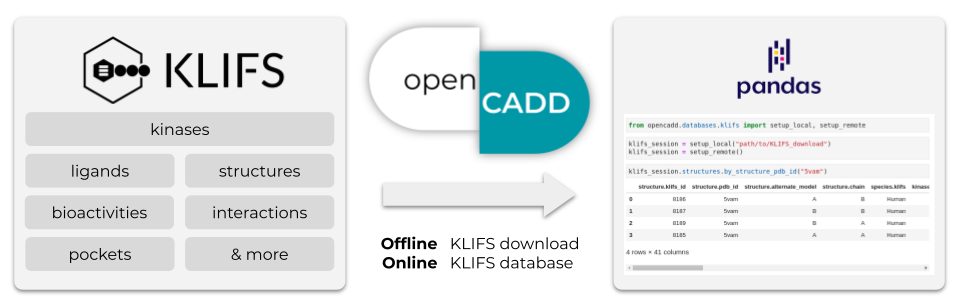 KLIFS
kinases
ligands
structures
bioactivities
interactions
pockets
& more
open
CADD
Offline KLIFS download
Online KLIFS database
pandas
from opencadd.databases.klifs import setup_local, setup_remote
klifs_session = setup_local("path/to/KLIFS_download")
klifs_session = setup_remote()
klifs_session.structures.by_structure_pdb_id("5vam")
structure.klifs_id structure.pdb_id structure.alternate_model structure.chain species.klifs kinase
0 8186 5vam A B Human
1 8187 5vam B B Human
2 8189 5vam B A Human
3 8185 5vam A A Human
4 rows × 41 columns